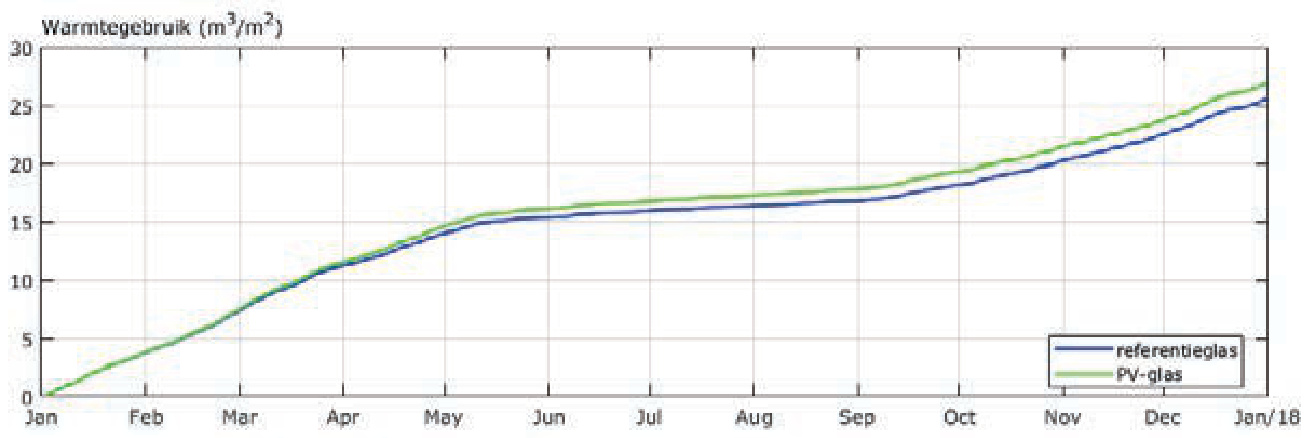 Warmtegebruik (m³/m²)
30
25
20
15
10
5
0
Jan Feb Mar Apr May Jun Jul Aug Sep Oct Nov Dec Jan/18
referentieglas
PV-glas